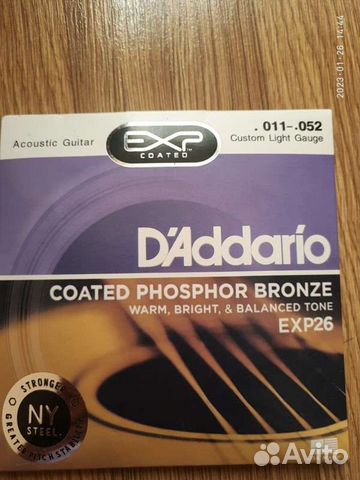 2023-01-26 14:44
Acoustic Guitar
EXP
COATED
.011-.052
Custom Light Gauge
D'Addario
COATED PHOSPHOR BRONZE
WARM, BRIGHT, & BALANCED TONE
EXP26
STRONGER
NY
STEEL
GREATER PITCH STABILITY
Avito